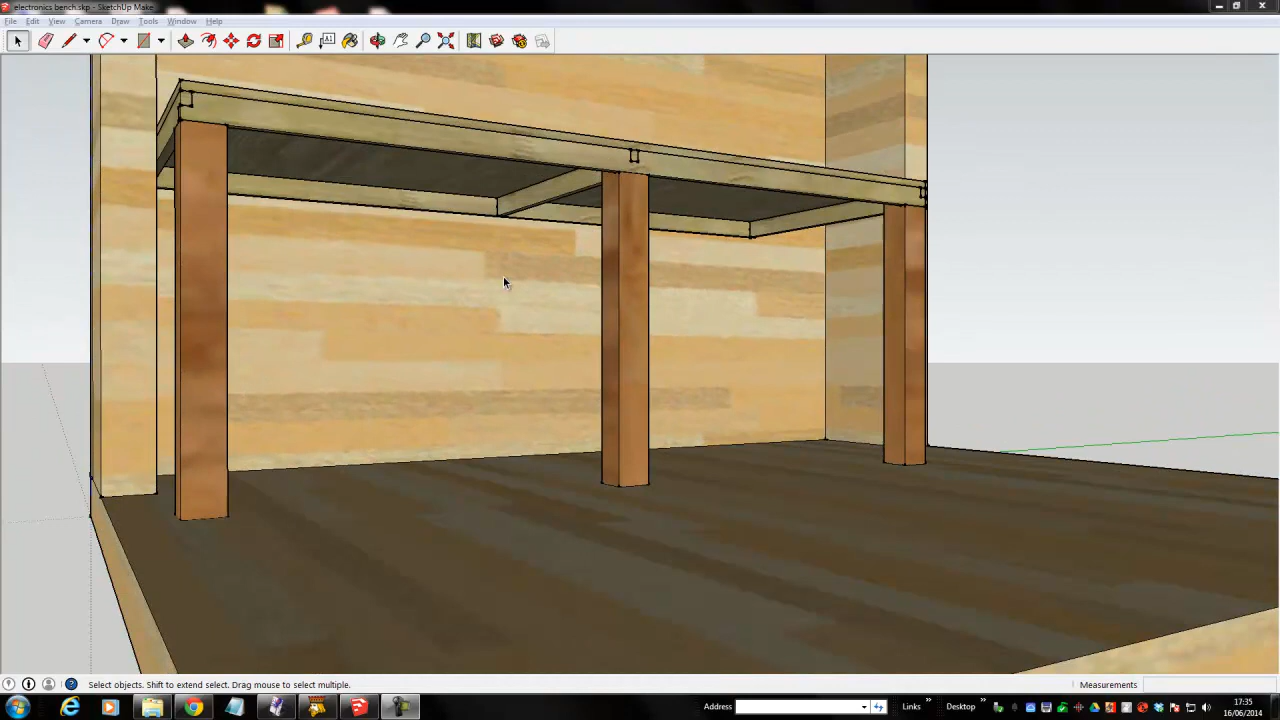 electronics bench.skp - SketchUp Make
File Edit View Camera Draw Tools Window Help
A1
Select objects. Shift to extend select. Drag mouse to select multiple.
Measurements
Address
Links »
Desktop »
17:35
16/06/2014